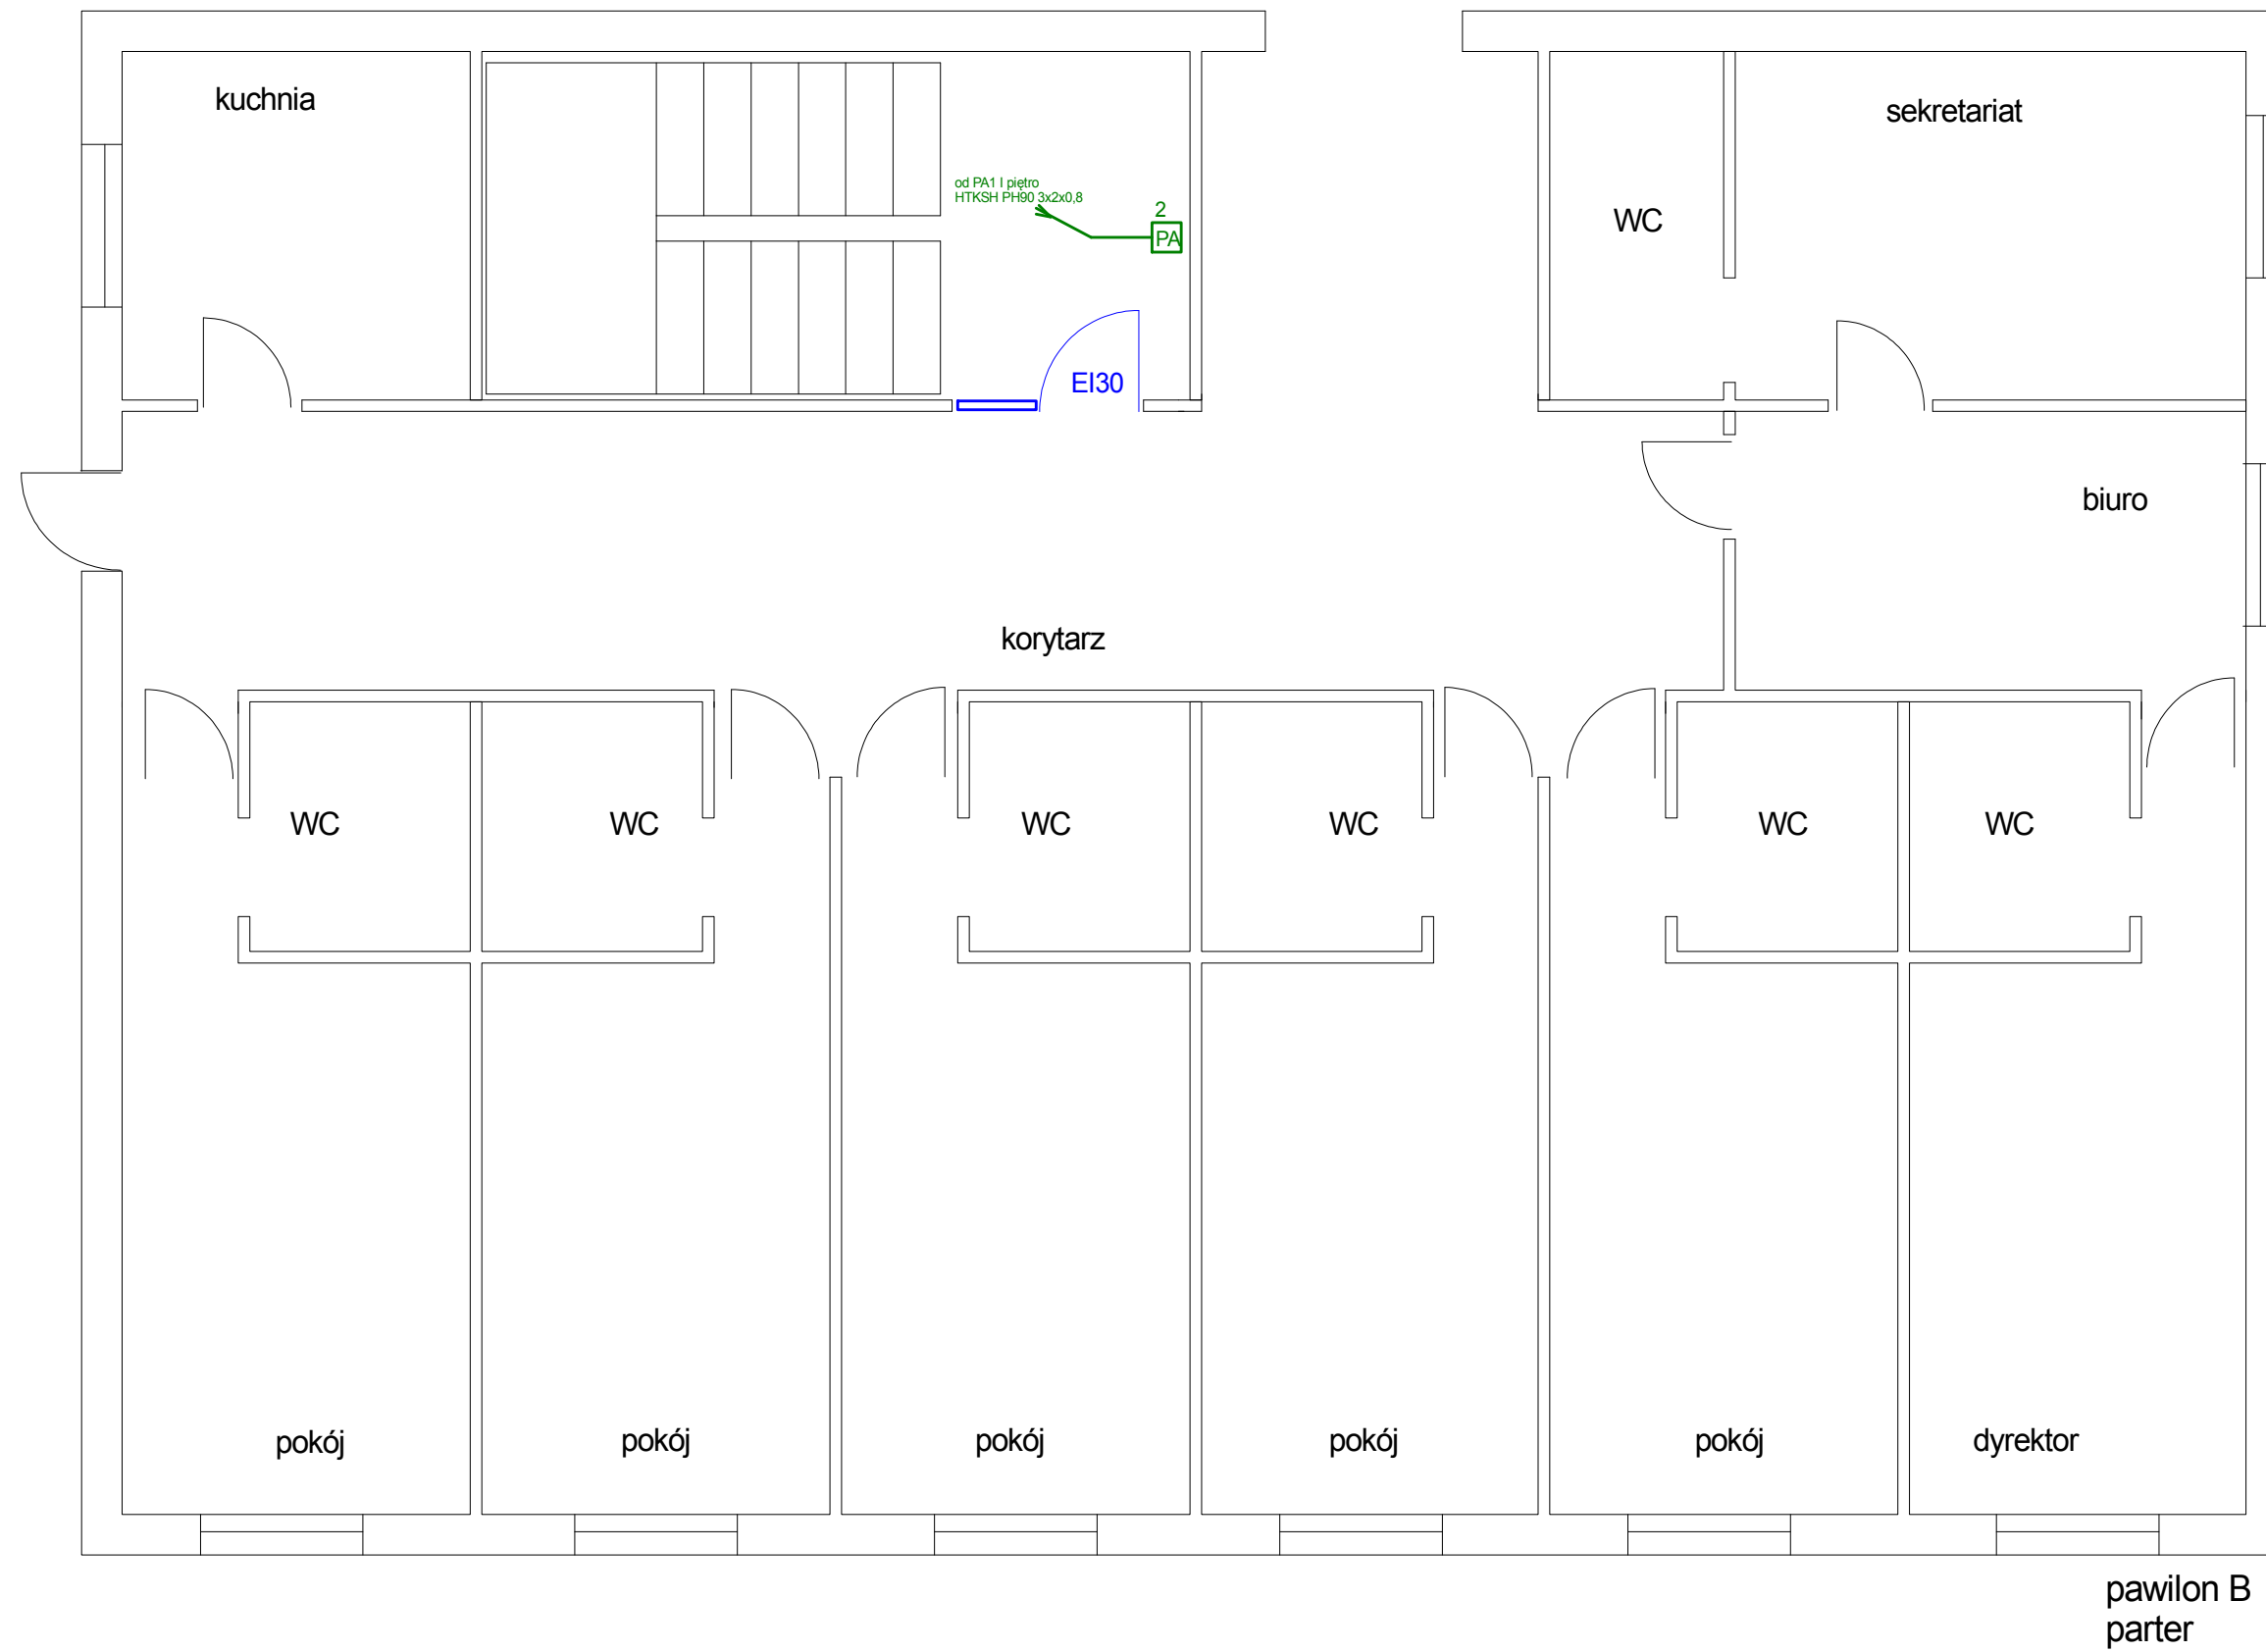 kuchnia
sekretariat
od PA1 I piętro
HTKSH PH90 3x2x0,8
2
PA
WC
EI30
biuro
korytarz
WC
WC
WC
WC
WC
WC
pokój
pokój
pokój
pokój
pokój
dyrektor
pawilon B
parter